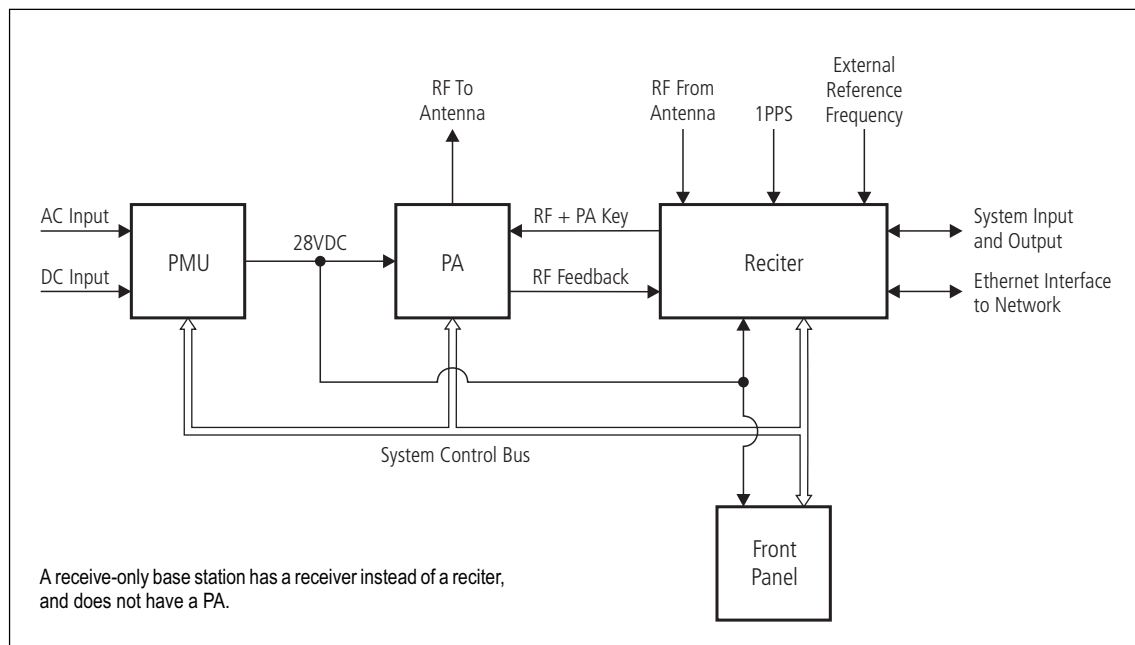 External
Reference
Frequency
RF To
Antenna
RF From
Antenna
1PPS
AC Input
DC Input
PMU
28VDC
PA
RF + PA Key
RF Feedback
Reciter
System Input
and Output
Ethernet Interface
to Network
System Control Bus
Front
Panel
A receive-only base station has a receiver instead of a reciter,
and does not have a PA.